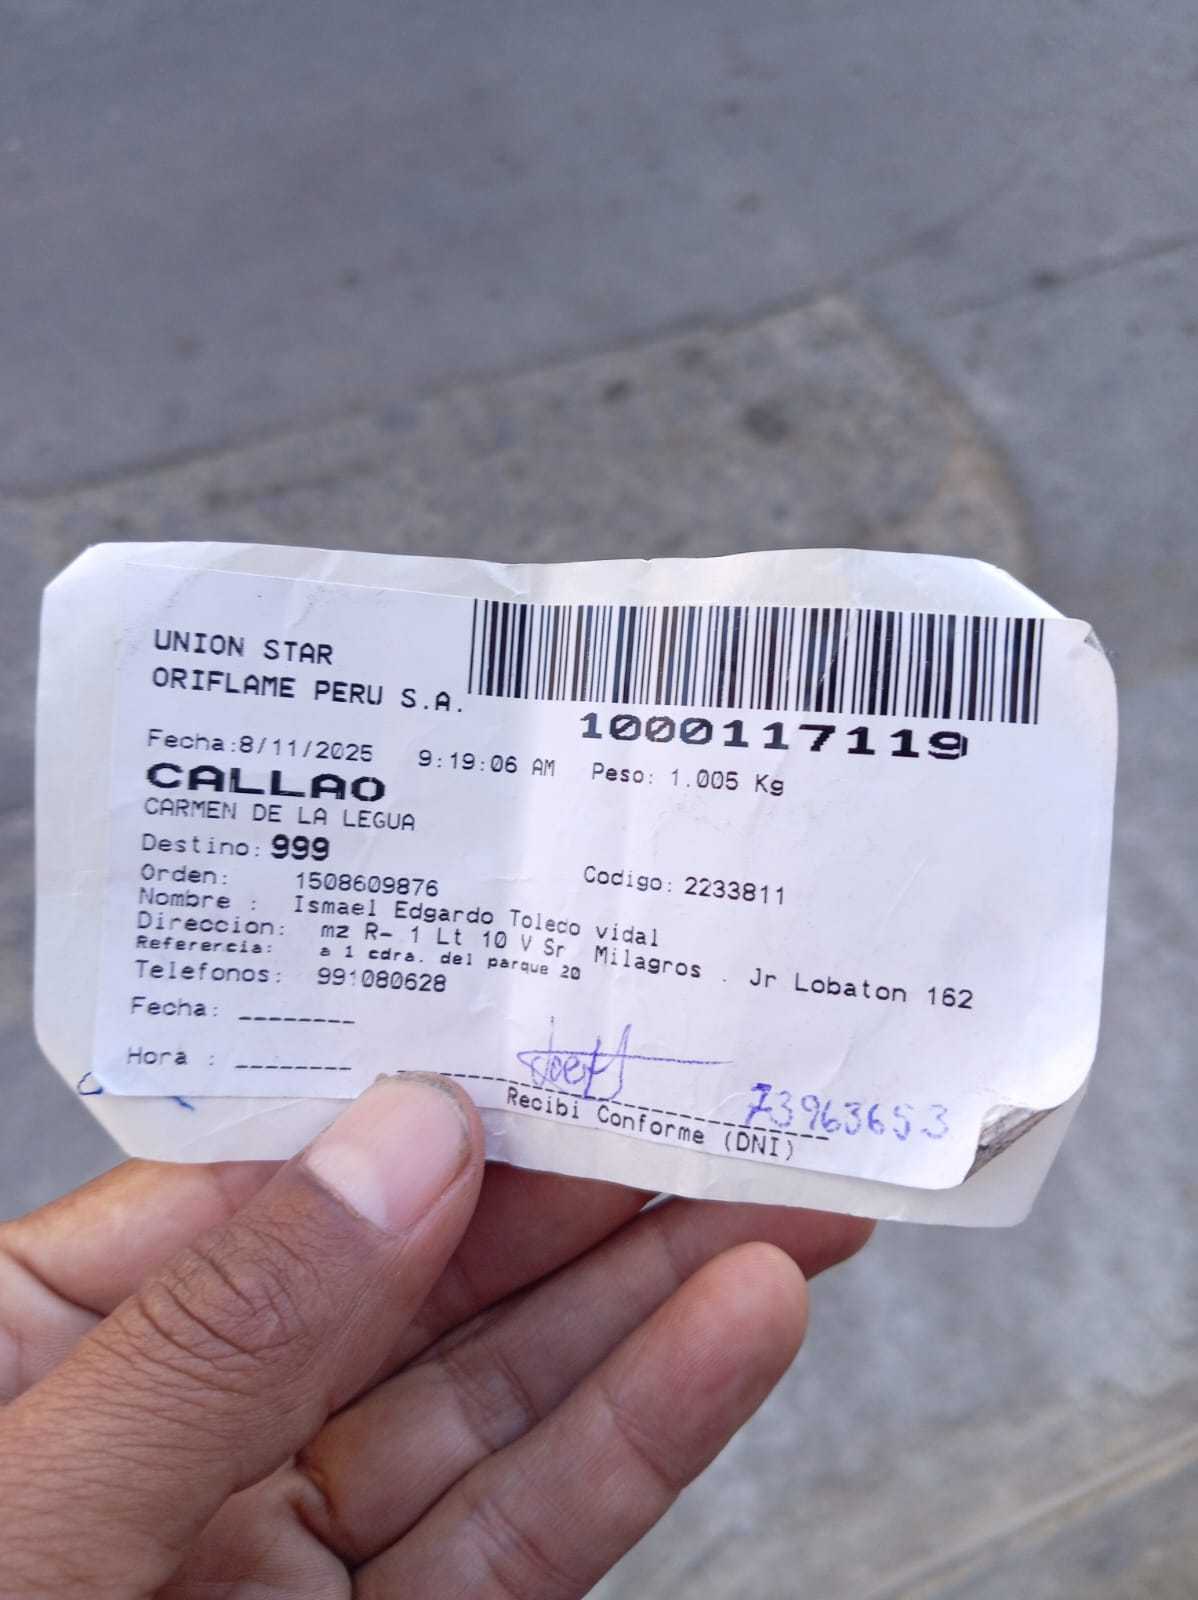 UNION STAR
ORIFLAME PERU S.A.
1000117119
Fecha:8/11/2025 9:19:06 AM Peso: 1.005 Kg
CALLAO
CARMEN DE LA LEGUA
Destino: 999
Orden: 1508609876 Codigo: 2233811
Nombre : Ismael Edgardo Toledo vidal
Direccion: mz R- 1 Lt 10 V Sr Milagros . Jr Lobaton 162
Referercia: a 1 cdra. del parque 20
Telefonos: 991080628
Fecha: --------
Hora : --------
73963653
Recibi Conforme (DNI)